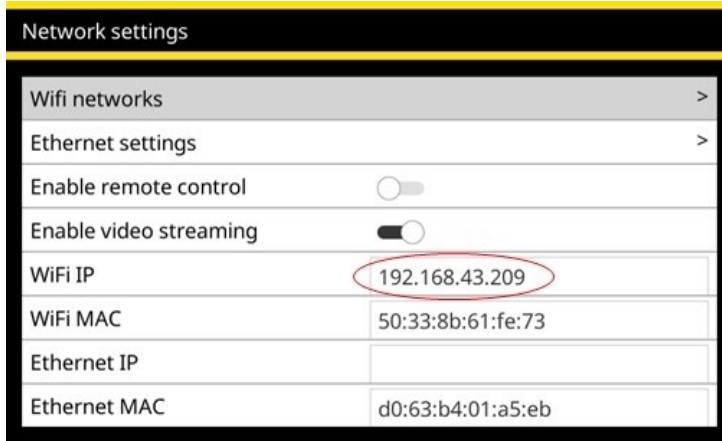 Network settings
Wifi networks >
Ethernet settings >
Enable remote control
Enable video streaming
WiFi IP 192.168.43.209
WiFi MAC 50:33:8b:61:fe:73
Ethernet IP
Ethernet MAC d0:63:b4:01:a5:eb